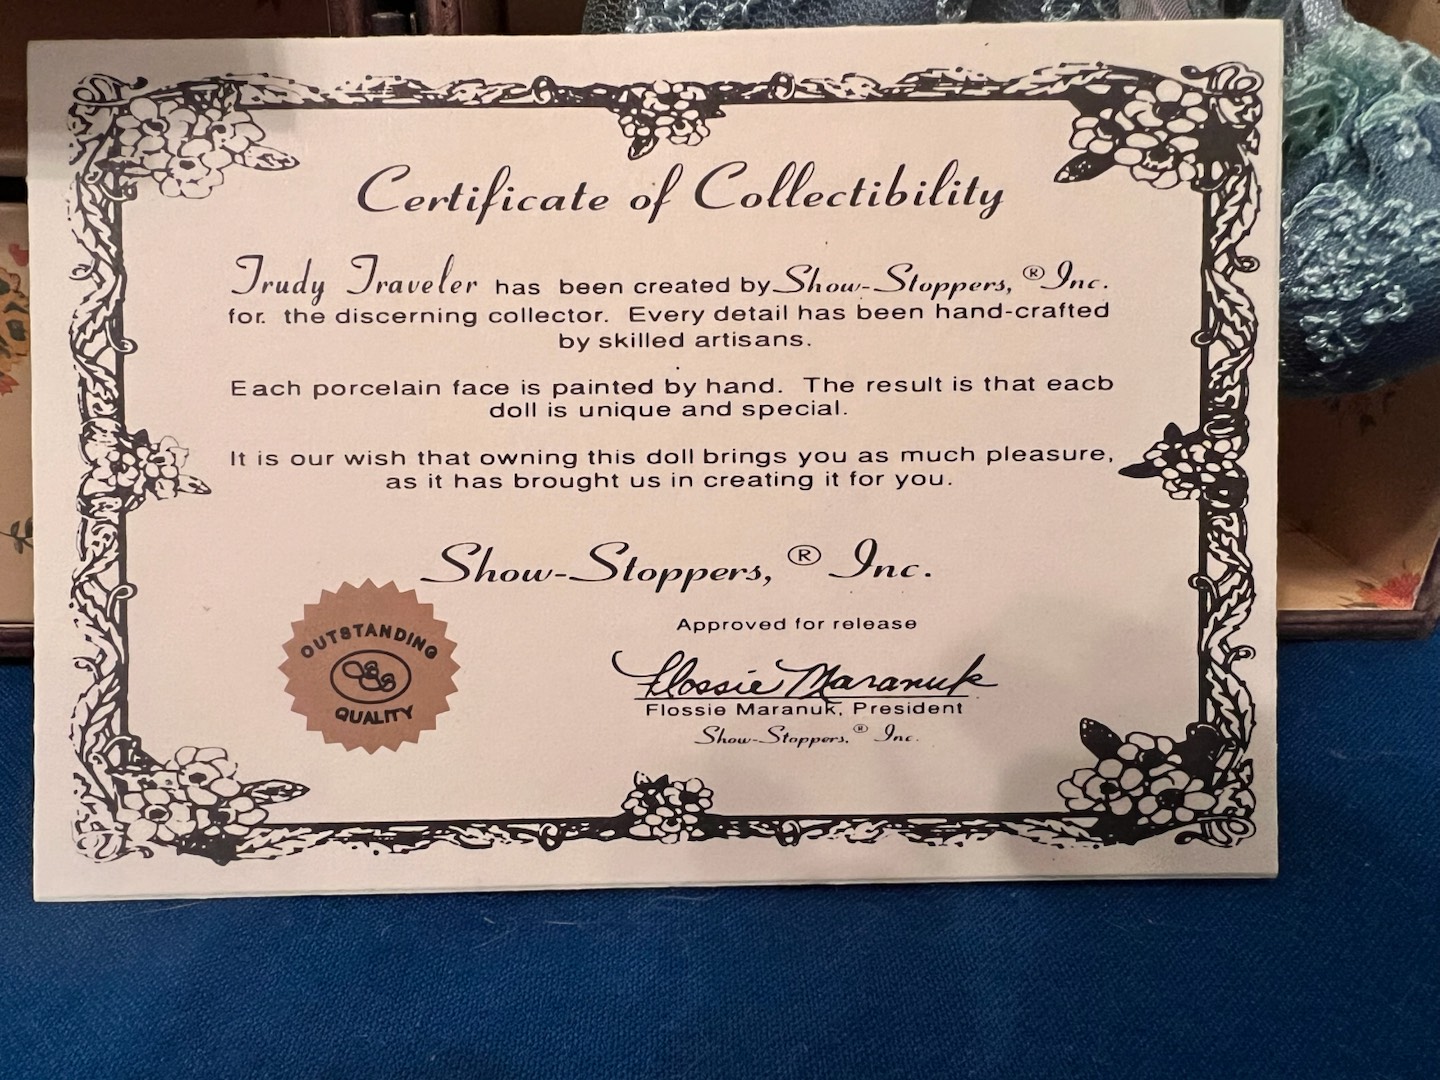 Certificate of Collectibility
Trudy Traveler has been created by Show-Stoppers,® Inc.
for. the discerning collector. Every detail has been hand-crafted
by skilled artisans.
Each porcelain face is painted by hand. The result is that each
doll is unique and special.
It is our wish that owning this doll brings you as much pleasure,
as it has brought us in creating it for you.
Show-Stoppers,® Inc.
OUTSTANDING
QUALITY
Approved for release
Flossie Maranuk
Flossie Maranuk, President
Show-Stoppers,® Inc.